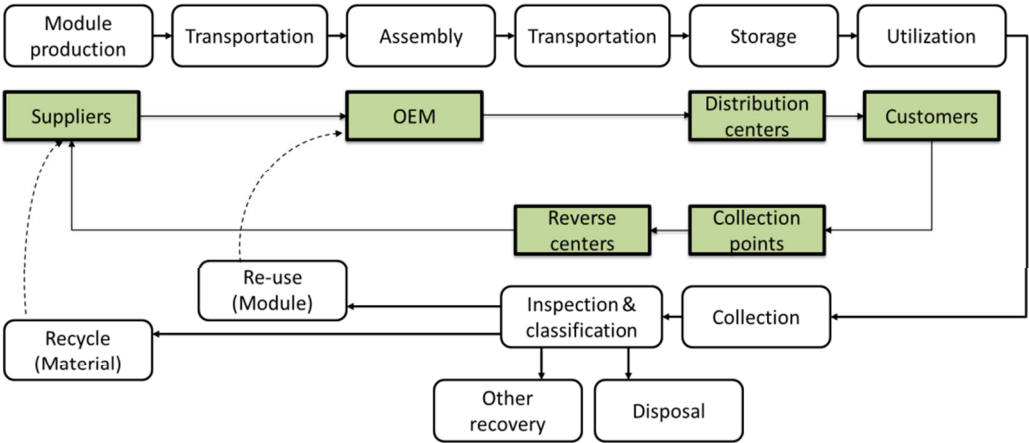 Module
production
Transportation
Assembly
Transportation
Storage
Utilization
Suppliers
OEM
Distribution
centers
Customers
Reverse
centers
Collection
points
Re-use
(Module)
Inspection &
classification
Collection
Recycle
(Material)
Other
recovery
Disposal